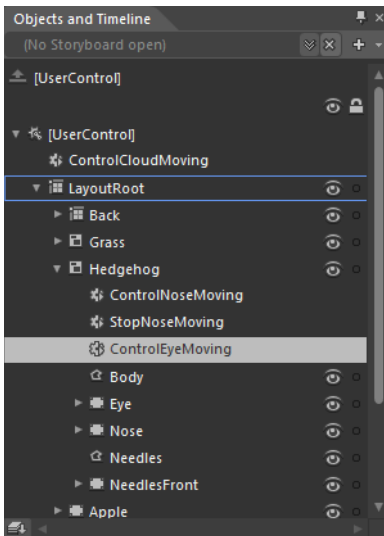 Objects and Timeline
(No Storyboard open)
[UserControl]
[UserControl]
ControlCloudMoving
LayoutRoot
Back
Grass
Hedgehog
ControlNoseMoving
StopNoseMoving
ControlEyeMoving
Body
Eye
Nose
Needles
NeedlesFront
Apple